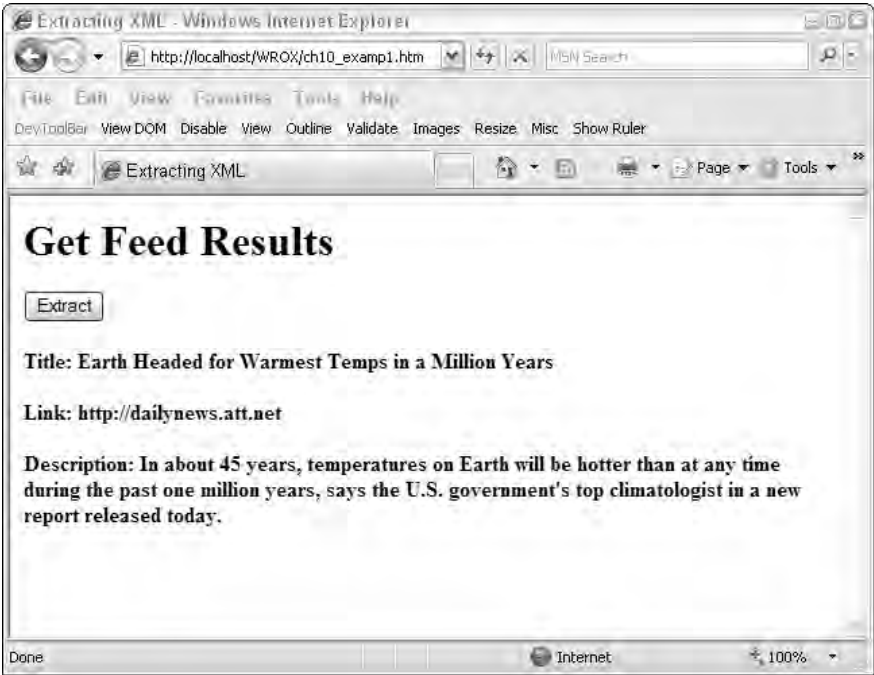 Extracting XML - Windows Internet Explorer
http://localhost/WROX/ch10_examp1.htm
MSN Search
File Edit View Favorites Tools Help
DevToolBar View DOM Disable View Outline Validate Images Resize Misc Show Ruler
Extracting XML
Page
Tools
Get Feed Results
Extract
Title: Earth Headed for Warmest Temps in a Million Years
Link: http://dailynews.att.net
Description: In about 45 years, temperatures on Earth will be hotter than at any time
during the past one million years, says the U.S. government's top climatologist in a new
report released today.
Done
Internet
100%